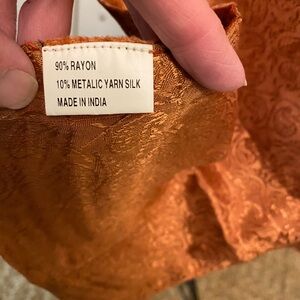 90% RAYON
10% METALIC YARN SILK
MADE IN INDIA